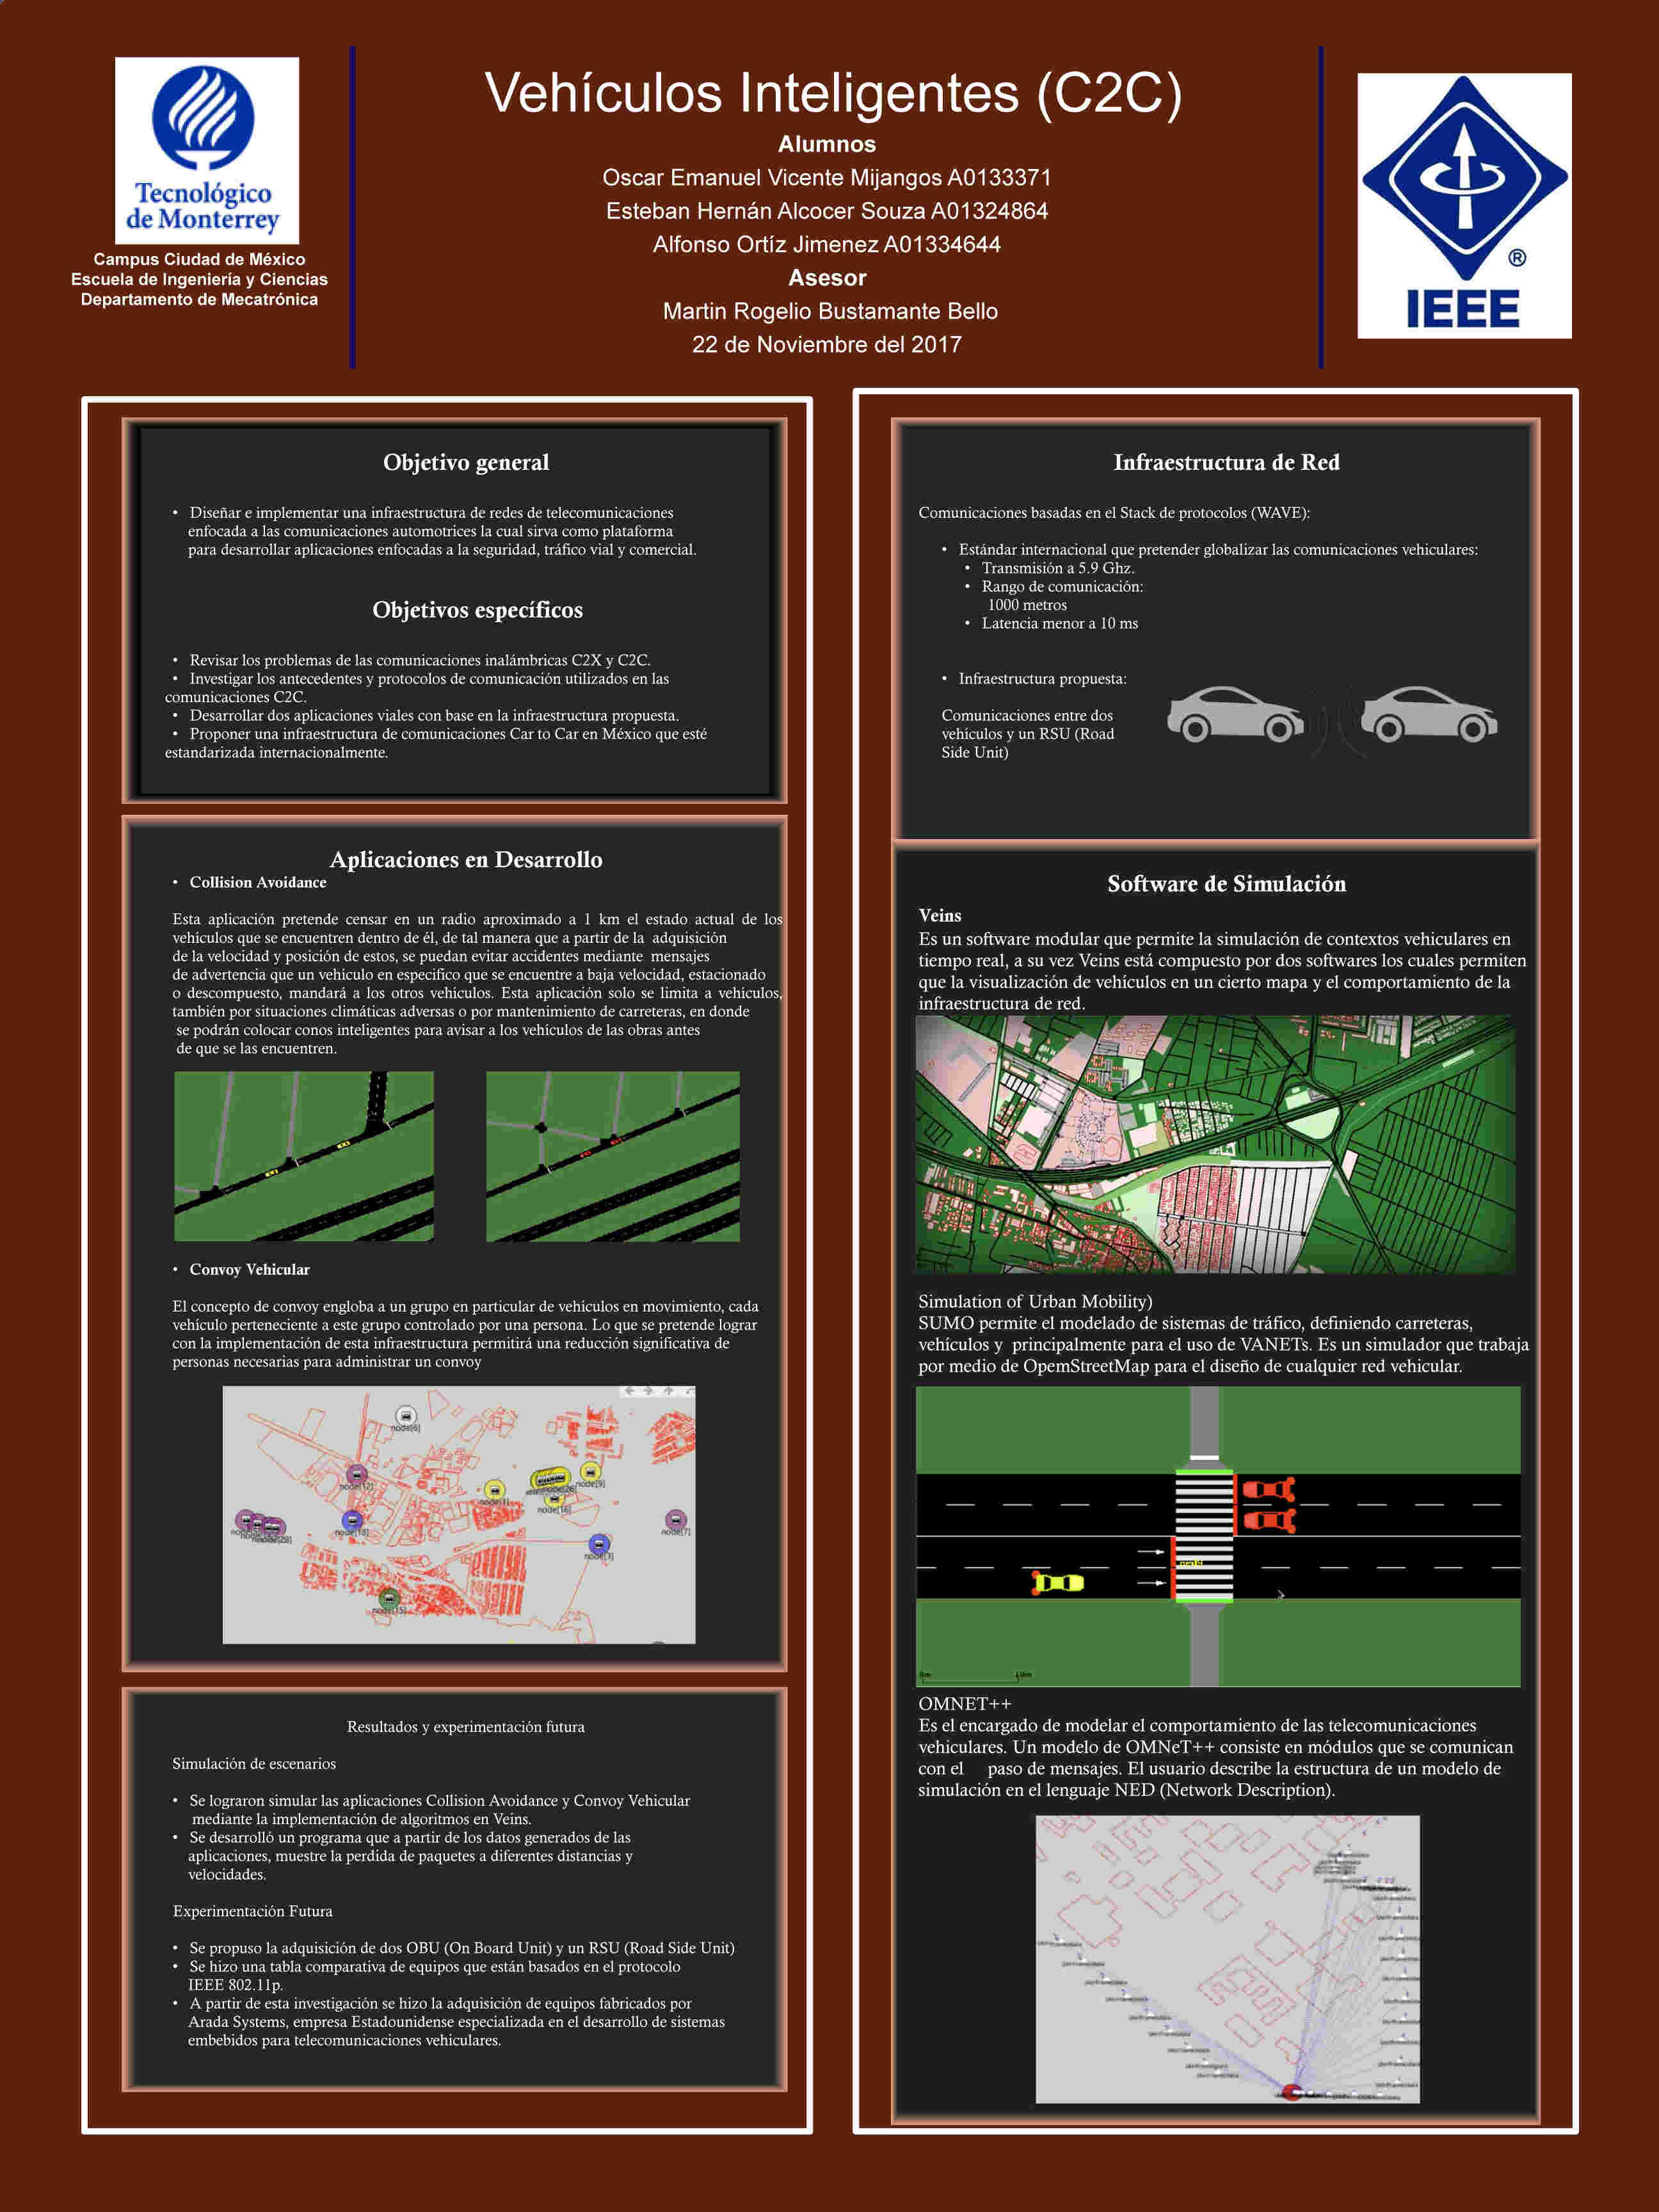 Tecnológico
de Monterrey
Campus Ciudad de México
Escuela de Ingeniería y Ciencias
Departamento de Mecatrónica
Vehículos Inteligentes (C2C)
Alumnos
Oscar Emanuel Vicente Mijangos A0133371
Esteban Hernán Alcocer Souza A01324864
Alfonso Ortíz Jimenez A01334644
Asesor
Martin Rogelio Bustamante Bello
22 de Noviembre del 2017
®
IEEE
Objetivo general
• Diseñar e implementar una infraestructura de redes de telecomunicaciones
enfocada a las comunicaciones automotrices la cual sirva como plataforma
para desarrollar aplicaciones enfocadas a la seguridad, tráfico vial y comercial.
Objetivos específicos
• Revisar los problemas de las comunicaciones inalámbricas C2X y C2C.
• Investigar los antecedentes y protocolos de comunicación utilizados en las
comunicaciones C2C.
• Desarrollar dos aplicaciones viales con base en la infraestructura propuesta.
• Proponer una infraestructura de comunicaciones Car to Car en México que esté
estandarizada internacionalmente.
Aplicaciones en Desarrollo
• Collision Avoidance
Esta aplicación pretende censar en un radio aproximado a 1 km el estado actual de los
vehículos que se encuentren dentro de él, de tal manera que a partir de la adquisición
de la velocidad y posición de estos, se puedan evitar accidentes mediante mensajes
de advertencia que un vehículo en especifico que se encuentre a baja velocidad, estacionado
o descompuesto, mandará a los otros vehiculos. Esta aplicación solo se limita a vehículos,
también por situaciones climáticas adversas o por mantenimiento de carreteras, en donde
se podrán colocar conos inteligentes para avisar a los vehículos de las obras antes
de que se las encuentren.
• Convoy Vehicular
El concepto de convoy engloba a un grupo en particular de vehículos en movimiento, cada
vehículo perteneciente a este grupo controlado por una persona. Lo que se pretende lograr
con la implementación de esta infraestructura permitirá una reducción significativa de
personas necesarias para administrar un convoy
node[6]
node[12]
node[1]
node[9]
node[16]
node[18]
node[7]
node[3]
node[15]
Resultados y experimentación futura
Simulación de escenarios
• Se lograron simular las aplicaciones Collision Avoidance y Convoy Vehicular
mediante la implementación de algoritmos en Veins.
• Se desarrolló un programa que a partir de los datos generados de las
aplicaciones, muestre la perdida de paquetes a diferentes distancias y
velocidades.
Experimentación Futura
• Se propuso la adquisición de dos OBU (On Board Unit) y un RSU (Road Side Unit)
• Se hizo una tabla comparativa de equipos que están basados en el protocolo
IEEE 802.11p.
• A partir de esta investigación se hizo la adquisición de equipos fabricados por
Arada Systems, empresa Estadounidense especializada en el desarrollo de sistemas
embebidos para telecomunicaciones vehiculares.
Infraestructura de Red
Comunicaciones basadas en el Stack de protocolos (WAVE):
• Estándar internacional que pretender globalizar las comunicaciones vehiculares:
• Transmisión a 5.9 Ghz.
• Rango de comunicación:
1000 metros
• Latencia menor a 10 ms
• Infraestructura propuesta:
Comunicaciones entre dos
vehículos y un RSU (Road
Side Unit)
Software de Simulación
Veins
Es un software modular que permite la simulación de contextos vehiculares en
tiempo real, a su vez Veins está compuesto por dos softwares los cuales permiten
que la visualización de vehículos en un cierto mapa y el comportamiento de la
infraestructura de red.
Simulation of Urban Mobility)
SUMO permite el modelado de sistemas de tráfico, definiendo carreteras,
vehículos y principalmente para el uso de VANETs. Es un simulador que trabaja
por medio de OpemStreetMap para el diseño de cualquier red vehicular.
OMNET++
Es el encargado de modelar el comportamiento de las telecomunicaciones
vehiculares. Un modelo de OMNeT++ consiste en módulos que se comunican
con el paso de mensajes. El usuario describe la estructura de un modelo de
simulación en el lenguaje NED (Network Description).